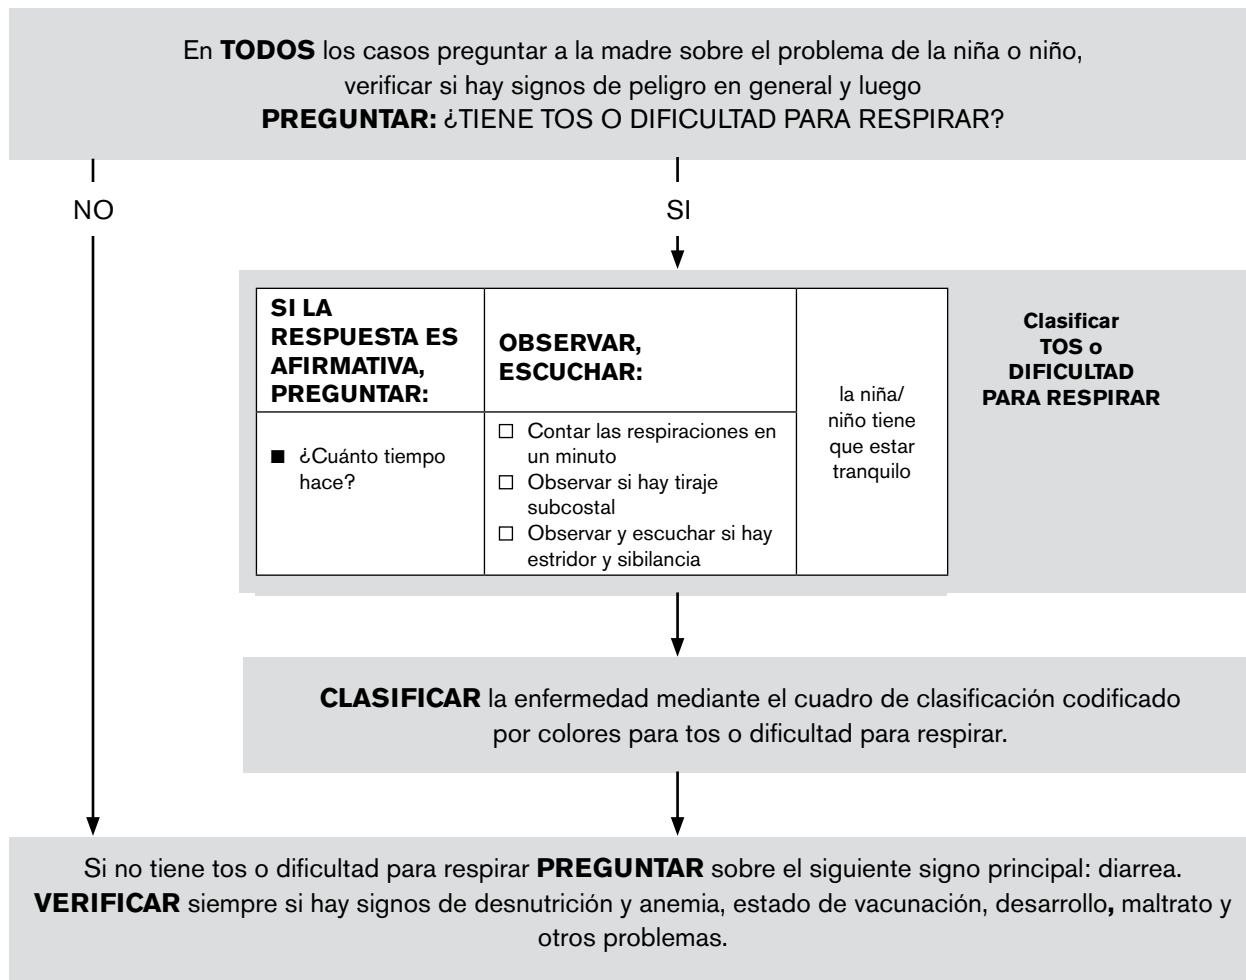 En TODOS los casos preguntar a la madre sobre el problema de la niña o niño,
verificar si hay signos de peligro en general y luego
PREGUNTAR: ¿TIENE TOS O DIFICULTAD PARA RESPIRAR?
NO
SI
SI LA
RESPUESTA ES
AFIRMATIVA,
PREGUNTAR:
■ ¿Cuánto tiempo
hace?
OBSERVAR,
ESCUCHAR:
□ Contar las respiraciones en
un minuto
□ Observar si hay tiraje
subcostal
□ Observar y escuchar si hay
estridor y sibilancia
la niña/
niño tiene
que estar
tranquilo
Clasificar
TOS o
DIFICULTAD
PARA RESPIRAR
CLASIFICAR la enfermedad mediante el cuadro de clasificación codificado
por colores para tos o dificultad para respirar.
Si no tiene tos o dificultad para respirar PREGUNTAR sobre el siguiente signo principal: diarrea.
VERIFICAR siempre si hay signos de desnutrición y anemia, estado de vacunación, desarrollo, maltrato y
otros problemas.